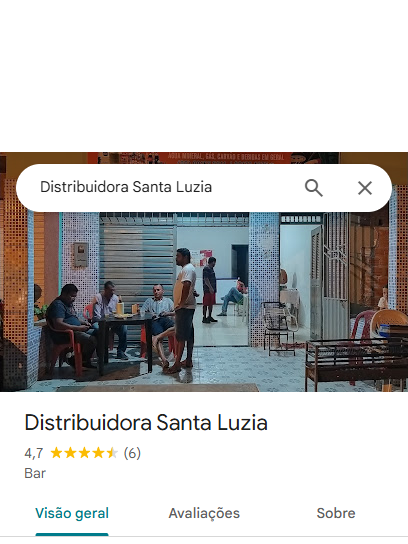 ÁGUA MINERAL, GÁS, CARVÃO E BEBIDAS EM GERAL
Distribuidora Santa Luzia
Distribuidora Santa Luzia
4,7 (6)
Bar
Visão geral Avaliações Sobre